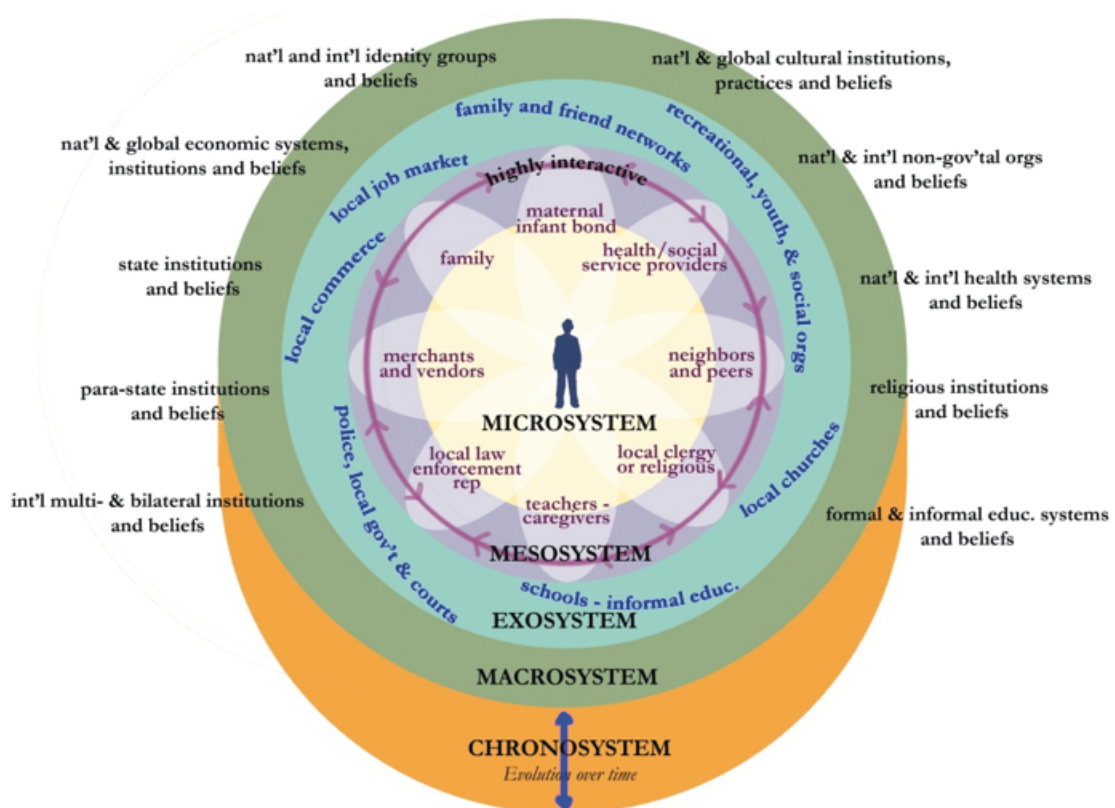 nat'l and int'l identity groups
and beliefs
nat'l & global cultural institutions,
practices and beliefs
nat'l & global economic systems,
institutions and beliefs
nat'l & int'l non-gov'tal orgs
and beliefs
state institutions
and beliefs
nat'l & int'l health systems
and beliefs
para-state institutions
and beliefs
religious institutions
and beliefs
int'l multi- & bilateral institutions
and beliefs
formal & informal educ. systems
and beliefs
family and friend networks
recreational, youth, & social orgs
local job market
local commerce
police, local gov't & courts
local churches
schools - informal educ.
highly interactive
maternal
infant bond
family
health/social
service providers
merchants
and vendors
neighbors
and peers
MICROSYSTEM
local law
enforcement
rep
local clergy
or religious
teachers -
caregivers
MESOSYSTEM
EXOSYSTEM
MACROSYSTEM
CHRONOSYSTEM
Evolution over time